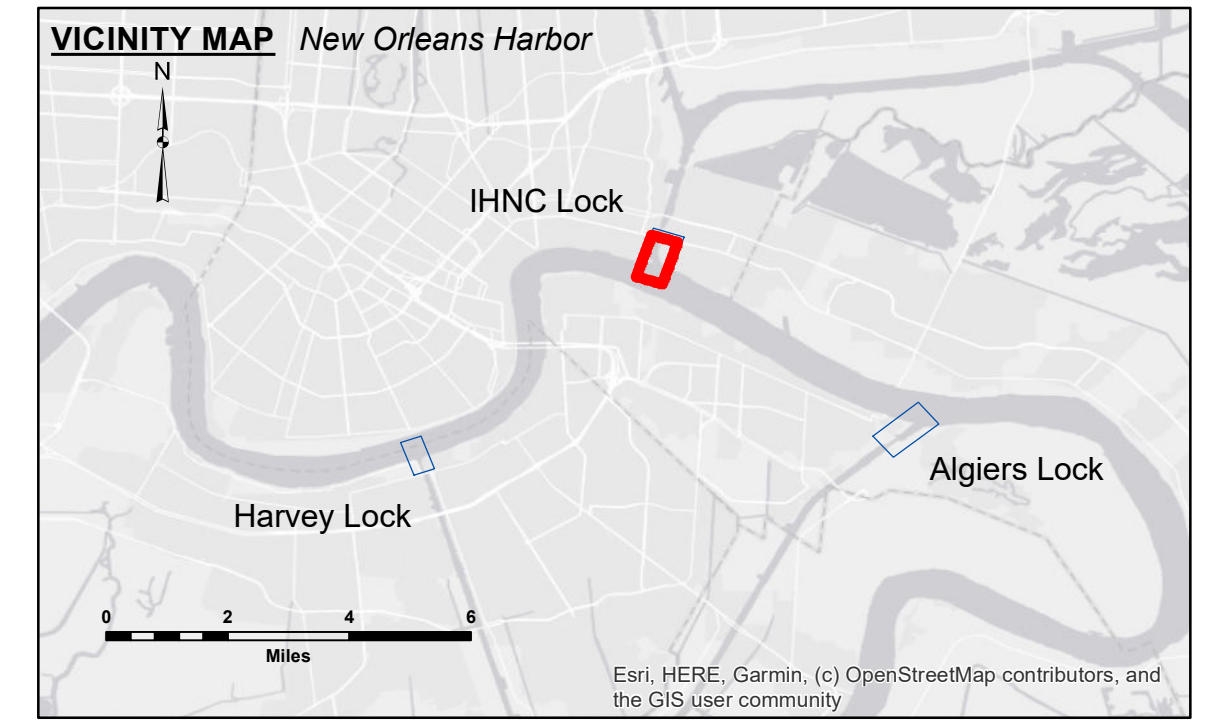 VICINITY MAP New Orleans Harbor
N
IHNC Lock
Algiers Lock
Harvey Lock
0 2 4 6
Miles
Esri, HERE, Garmin, (c) OpenStreetMap contributors, and
the GIS user community